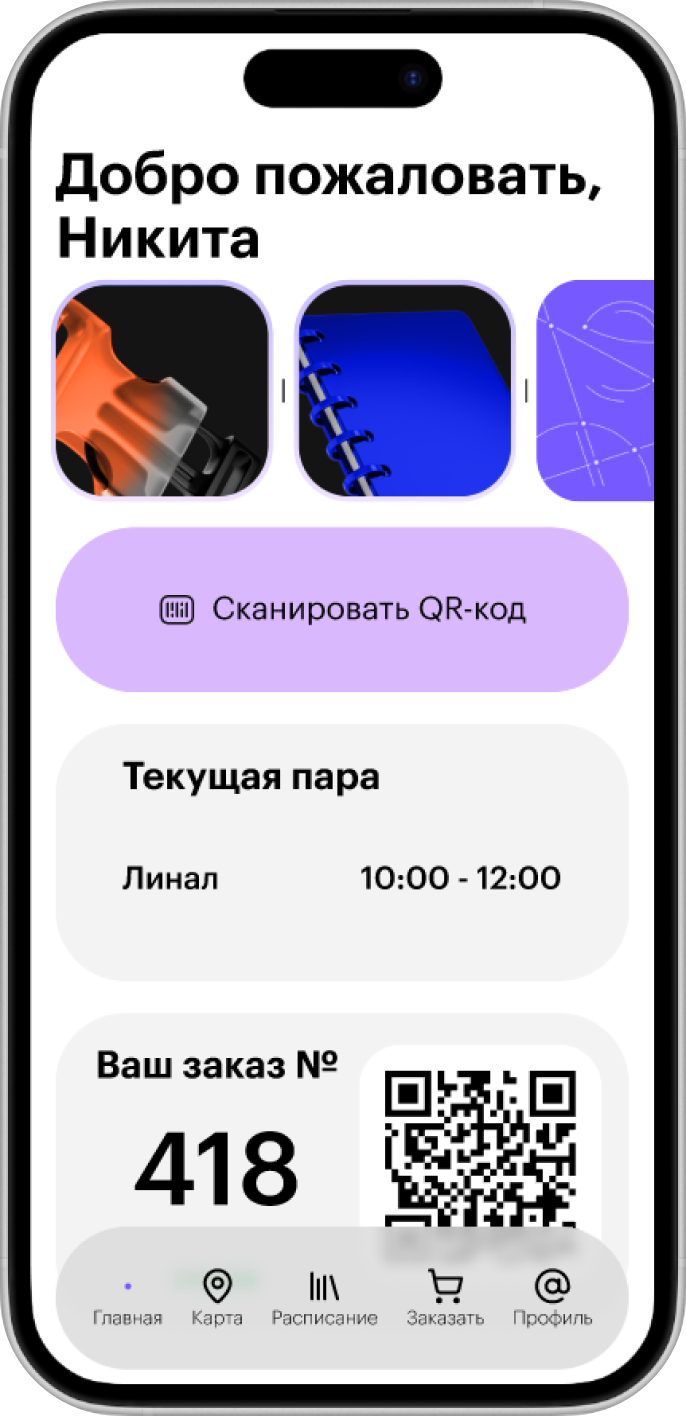 Добро пожаловать,
Никита
Сканировать QR-код
Текущая пара
Линал 10:00 - 12:00
Ваш заказ №
418
Главная Карта Расписание Заказать Профиль